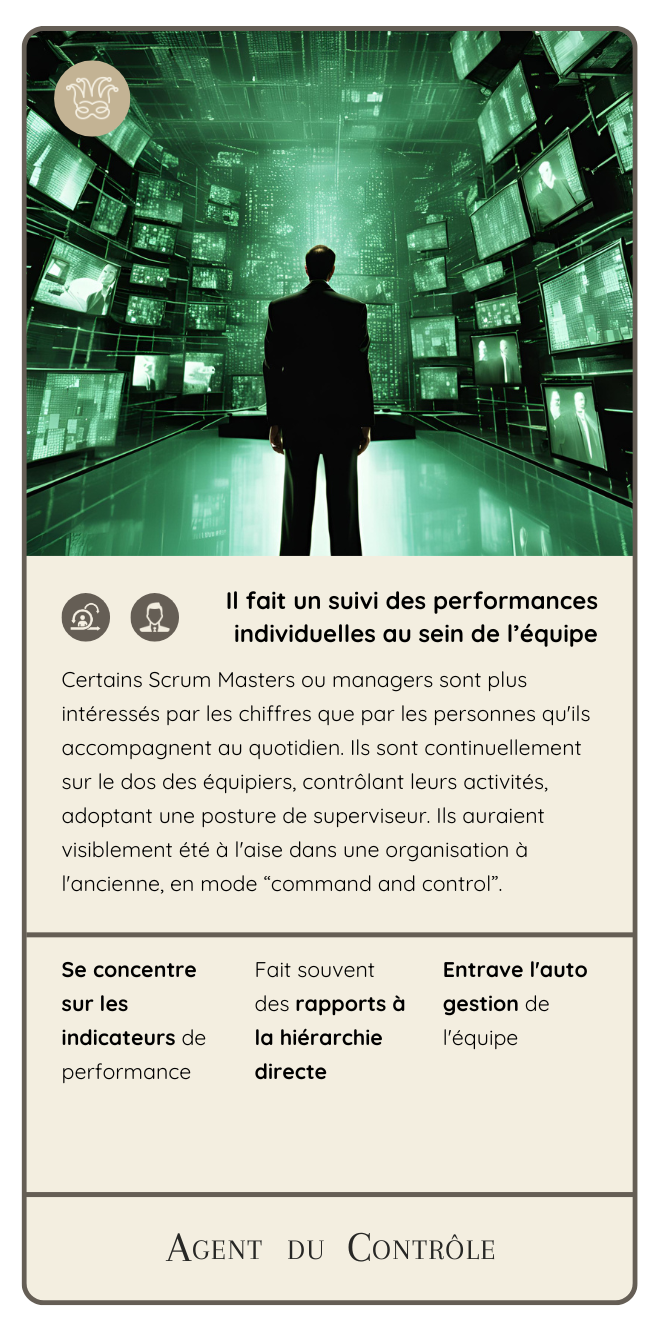 Il fait un suivi des performances
individuelles au sein de l’équipe
Certains Scrum Masters ou managers sont plus
intéressés par les chiffres que par les personnes qu'ils
accompagnent au quotidien. Ils sont continuellement
sur le dos des équipiers, contrôlant leurs activités,
adoptant une posture de superviseur. Ils auraient
visiblement été à l'aise dans une organisation à
l'ancienne, en mode “command and control”.
Se concentre
sur les
indicateurs de
performance
Fait souvent
des rapports à
la hiérarchie
directe
Entrave l'auto
gestion de
l'équipe
Agent du Contrôle